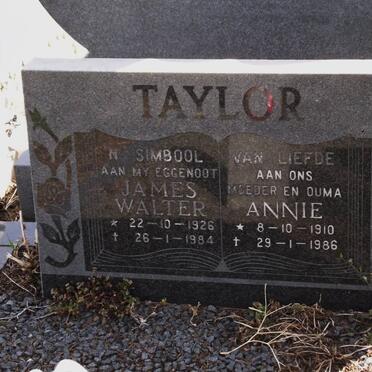 TAYLOR
'N SIMBOOL
AAN MY EGGENOOT
JAMES
WALTER
* 22-10-1926
† 26-1-1984
VAN LIEFDE
AAN ONS
MOEDER EN OUMA
ANNIE
* 8-10-1910
† 29-1-1986